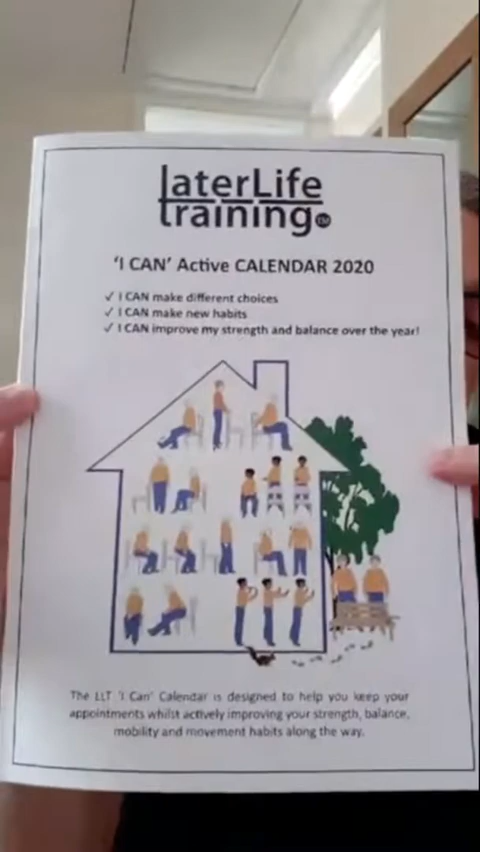 laterLife
training TM
'I CAN' Active CALENDAR 2020
✓ I CAN make different choices
✓ I CAN make new habits
✓ I CAN improve my strength and balance over the year!
The LLT 'I Can' Calendar is designed to help you keep your
appointments whilst actively improving your strength, balance,
mobility and movement habits along the way.